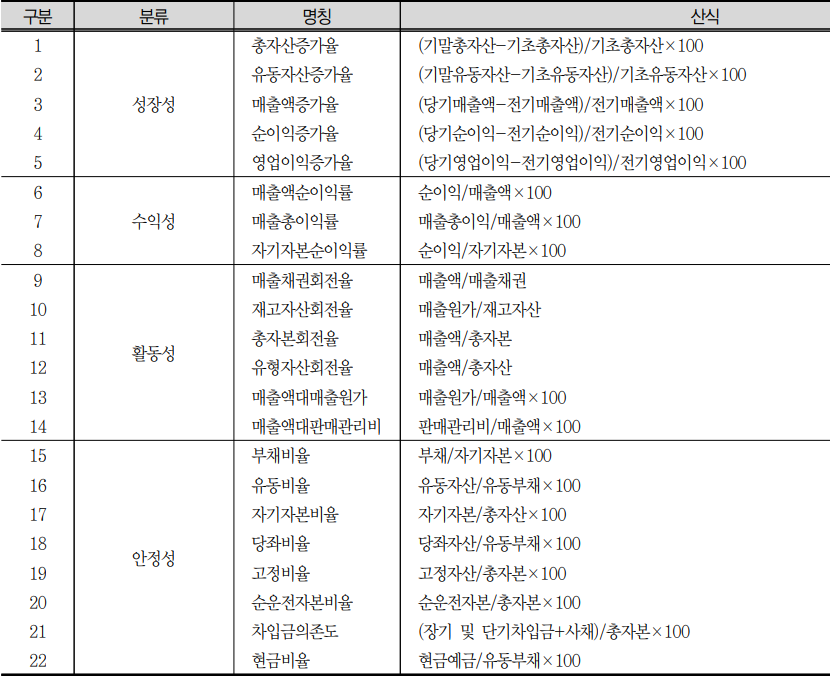 구분 분류 명칭 산식
1 총자산증가율 (기말총자산-기초총자산)/기초총자산×100
2 유동자산증가율 (기말유동자산-기초유동자산)/기초유동자산×100
3 성장성 매출액증가율 (당기매출액-전기매출액)/전기매출액×100
4 순이익증가율 (당기순이익-전기순이익)/전기순이익×100
5 영업이익증가율 (당기영업이익-전기영업이익)/전기영업이익×100
6 매출액순이익률 순이익/매출액×100
7 수익성 매출총이익률 매출총이익/매출액×100
8 자기자본순이익률 순이익/자기자본×100
9 매출채권회전율 매출액/매출채권
10 재고자산회전율 매출원가/재고자산
11 총자본회전율 매출액/총자본
활동성
12 유형자산회전율 매출액/총자산
13 매출액대매출원가 매출원가/매출액×100
14 매출액대판매관리비 판매관리비/매출액×100
15 부채비율 부채/자기자본×100
16 유동비율 유동자산/유동부채×100
17 자기자본비율 자기자본/총자산×100
18 당좌비율 당좌자산/유동부채×100
안정성
19 고정비율 고정자산/총자본×100
20 순운전자본비율 순운전자본/총자본×100
21 차입금의존도 (장기 및 단기차입금+사채)/총자본×100
22 현금비율 현금예금/유동부채×100